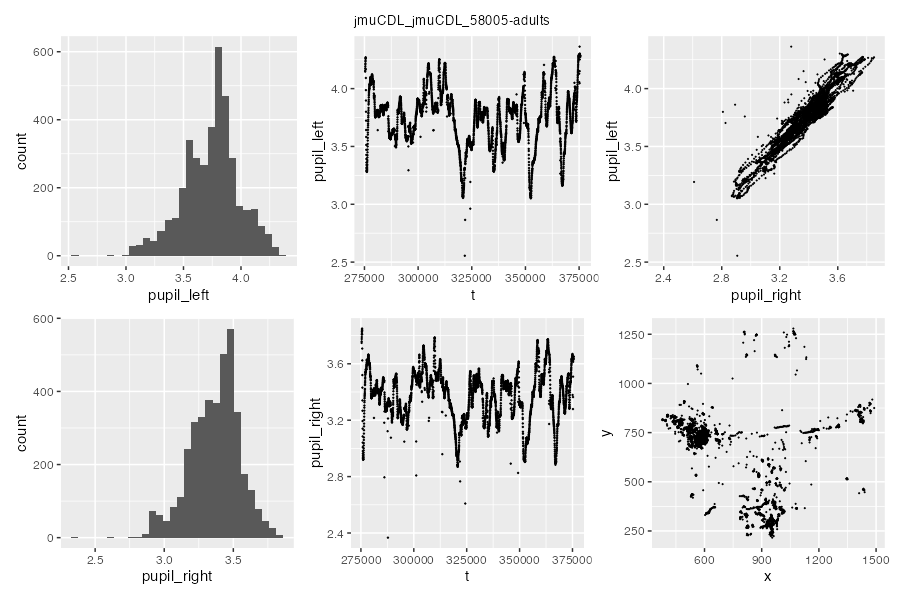 jmuCDL_jmuCDL_58005-adults
count
600
400
200
0
2.5 3.0 3.5 4.0
pupil_left
pupil_left
4.0
3.5
3.0
2.5
275000 300000 325000 350000 375000
t
pupil_left
4.0
3.5
3.0
2.5
2.4 2.8 3.2 3.6
pupil_right
count
600
400
200
0
2.5 3.0 3.5
pupil_right
pupil_right
3.6
3.2
2.8
2.4
275000 300000 325000 350000 375000
t
y
1250
1000
750
500
250
600 900 1200 1500
x